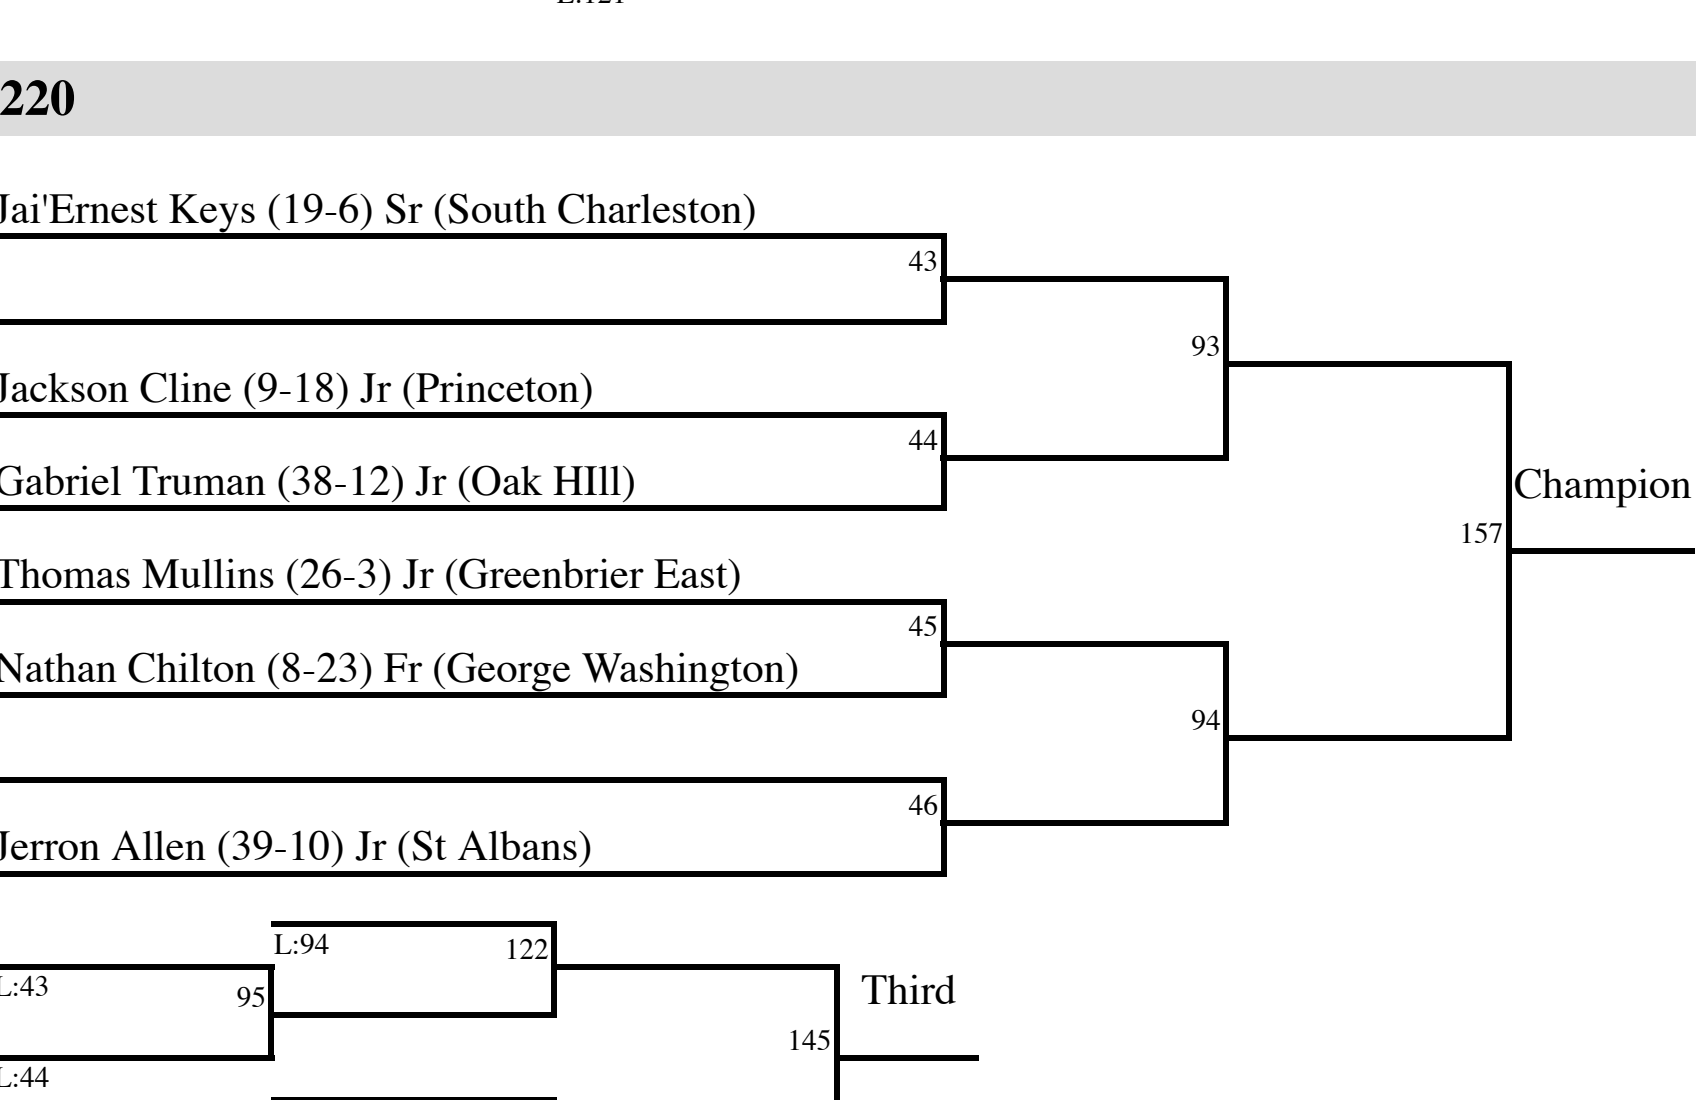 L:121
220
Jai'Ernest Keys (19-6) Sr (South Charleston)
43
93
Jackson Cline (9-18) Jr (Princeton)
44
Gabriel Truman (38-12) Jr (Oak HIll)
Champion
157
Thomas Mullins (26-3) Jr (Greenbrier East)
45
Nathan Chilton (8-23) Fr (George Washington)
94
46
Jerron Allen (39-10) Jr (St Albans)
L:94
122
L:43
95
Third
145
L:44